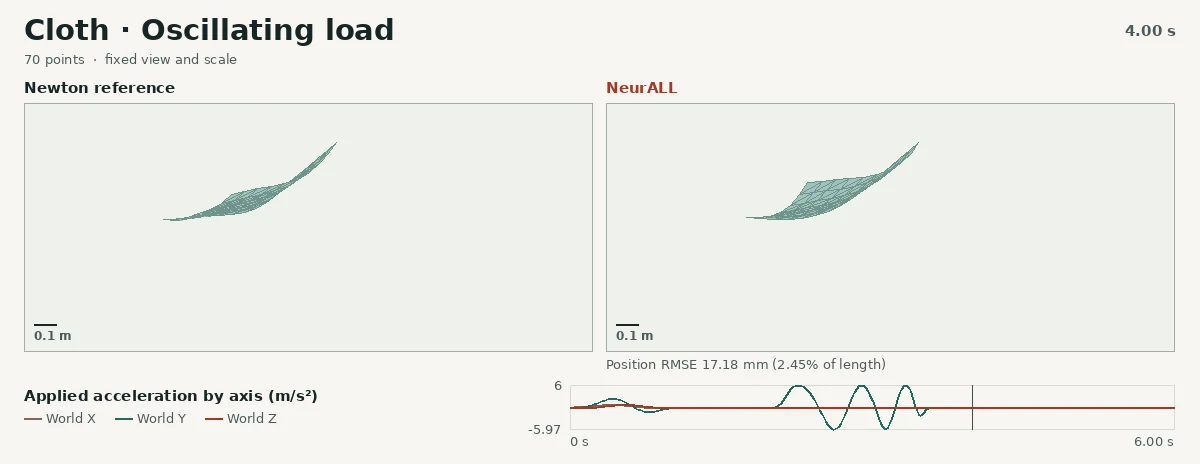 Cloth · Oscillating load
4.00 s
70 points · fixed view and scale
Newton reference
NeurALL
0.1 m
0.1 m
Position RMSE 17.18 mm (2.45% of length)
Applied acceleration by axis (m/s²)
World X
World Y
World Z
6
-5.97
0 s
6.00 s